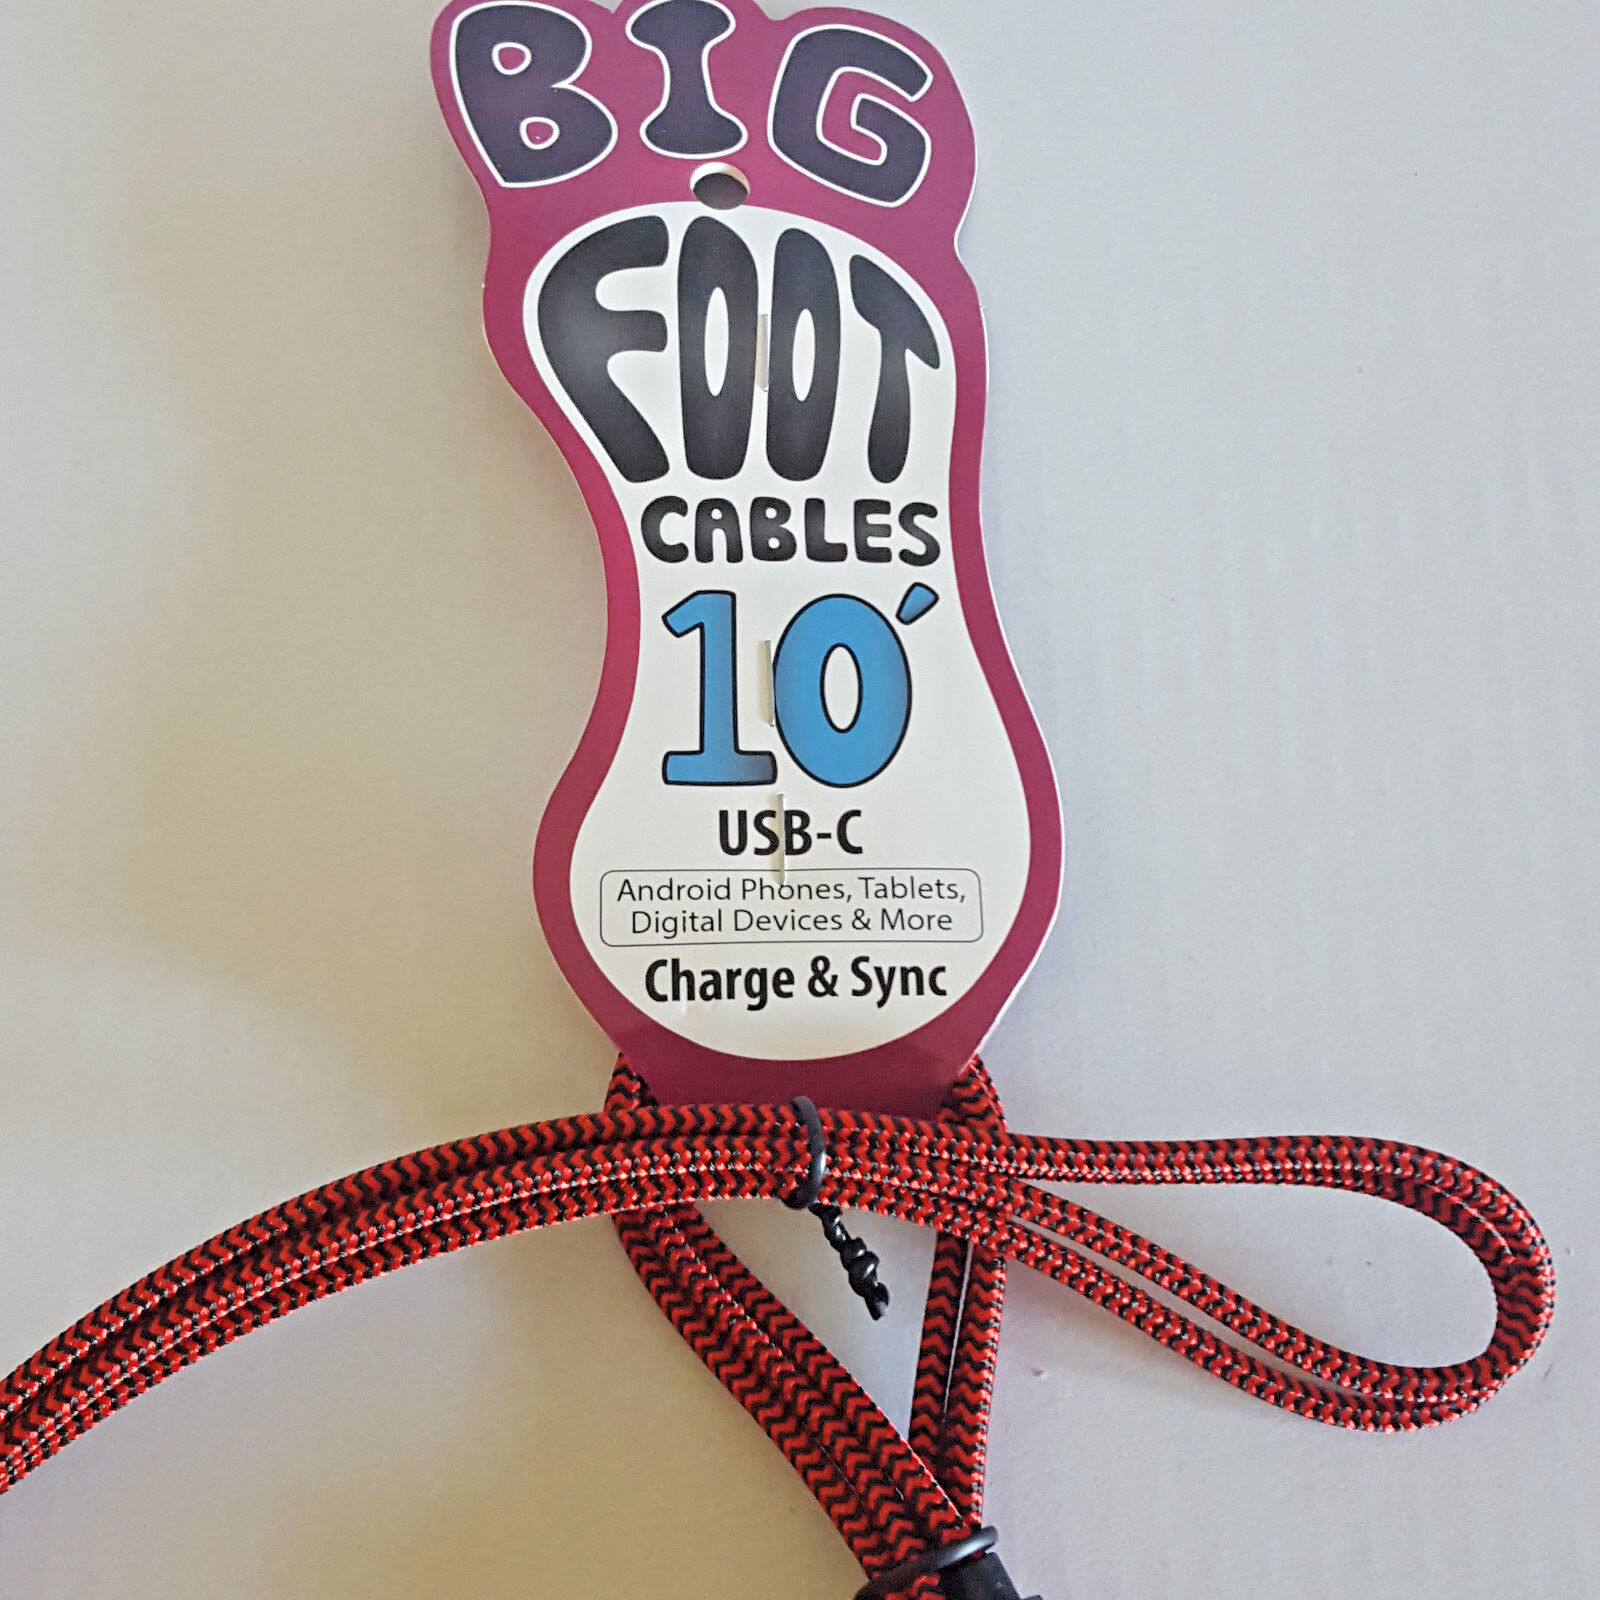 BIG
FOOT
CABLES
10'
USB-C
Android Phones, Tablets,
Digital Devices & More
Charge & Sync